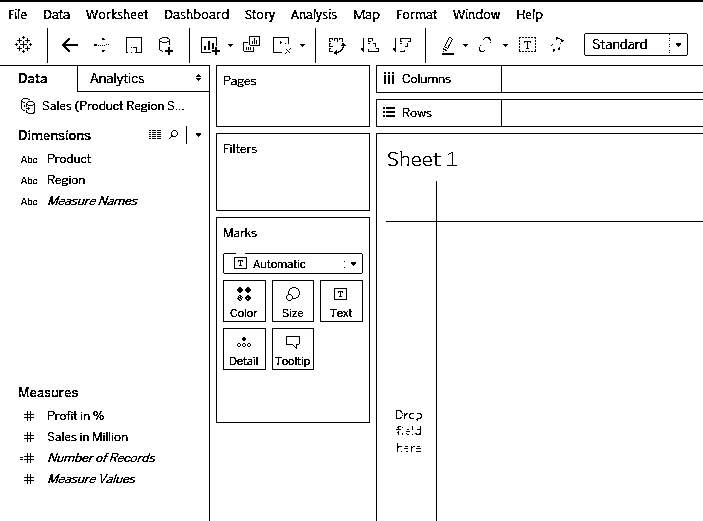 File Data Worksheet Dashboard Story Analysis Map Format Window Help
Standard
Data Analytics
Sales (Product Region S...
Dimensions
Abc Product
Abc Region
Abc Measure Names
Measures
# Profit in %
# Sales in Million
=# Number of Records
# Measure Values
Pages
Filters
Marks
T Automatic
Color Size Text
Detail Tooltip
Columns
Rows
Sheet 1
Drop
field
here